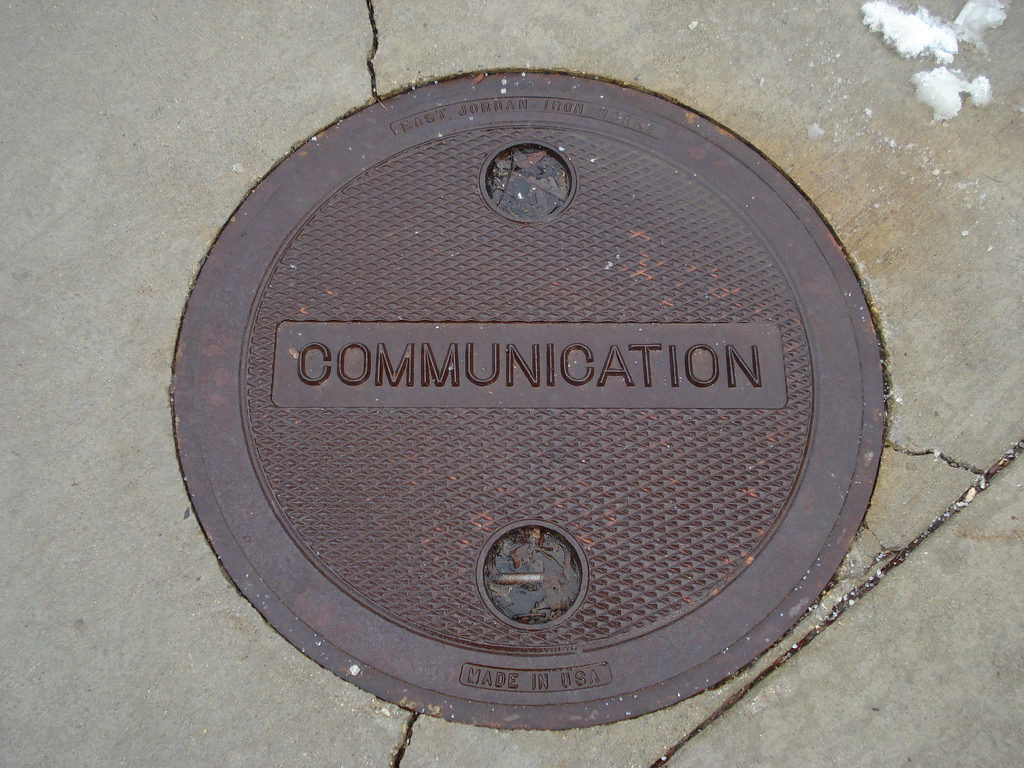 EAST JORDAN IRON WORKS
COMMUNICATION
MADE IN USA